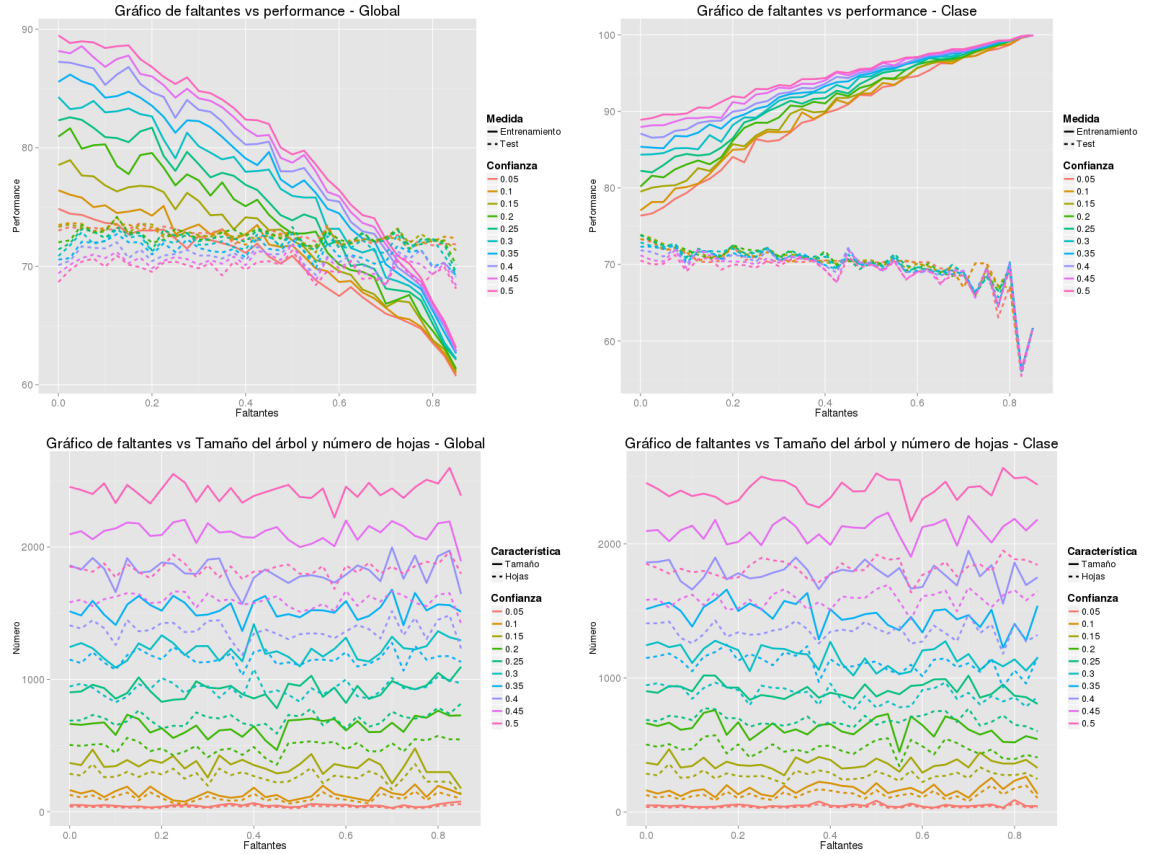 Gráfico de faltantes vs performance - Global
90
80
70
60
Performance
0.0 0.2 0.4 0.6 0.8
Faltantes
Medida
Entrenamiento
Test
Confianza
0.05
0.1
0.15
0.2
0.25
0.3
0.35
0.4
0.45
0.5
Gráfico de faltantes vs performance - Clase
100
90
80
70
60
Performance
0.0 0.2 0.4 0.6 0.8
Faltantes
Medida
Entrenamiento
Test
Confianza
0.05
0.1
0.15
0.2
0.25
0.3
0.35
0.4
0.45
0.5
Gráfico de faltantes vs Tamaño del árbol y número de hojas - Global
2000
1000
0
Número
0.0 0.2 0.4 0.6 0.8
Faltantes
Característica
Tamaño
Hojas
Confianza
0.05
0.1
0.15
0.2
0.25
0.3
0.35
0.4
0.45
0.5
Gráfico de faltantes vs Tamaño del árbol y número de hojas - Clase
2000
1000
0
Número
0.0 0.2 0.4 0.6 0.8
Faltantes
Característica
Tamaño
Hojas
Confianza
0.05
0.1
0.15
0.2
0.25
0.3
0.35
0.4
0.45
0.5